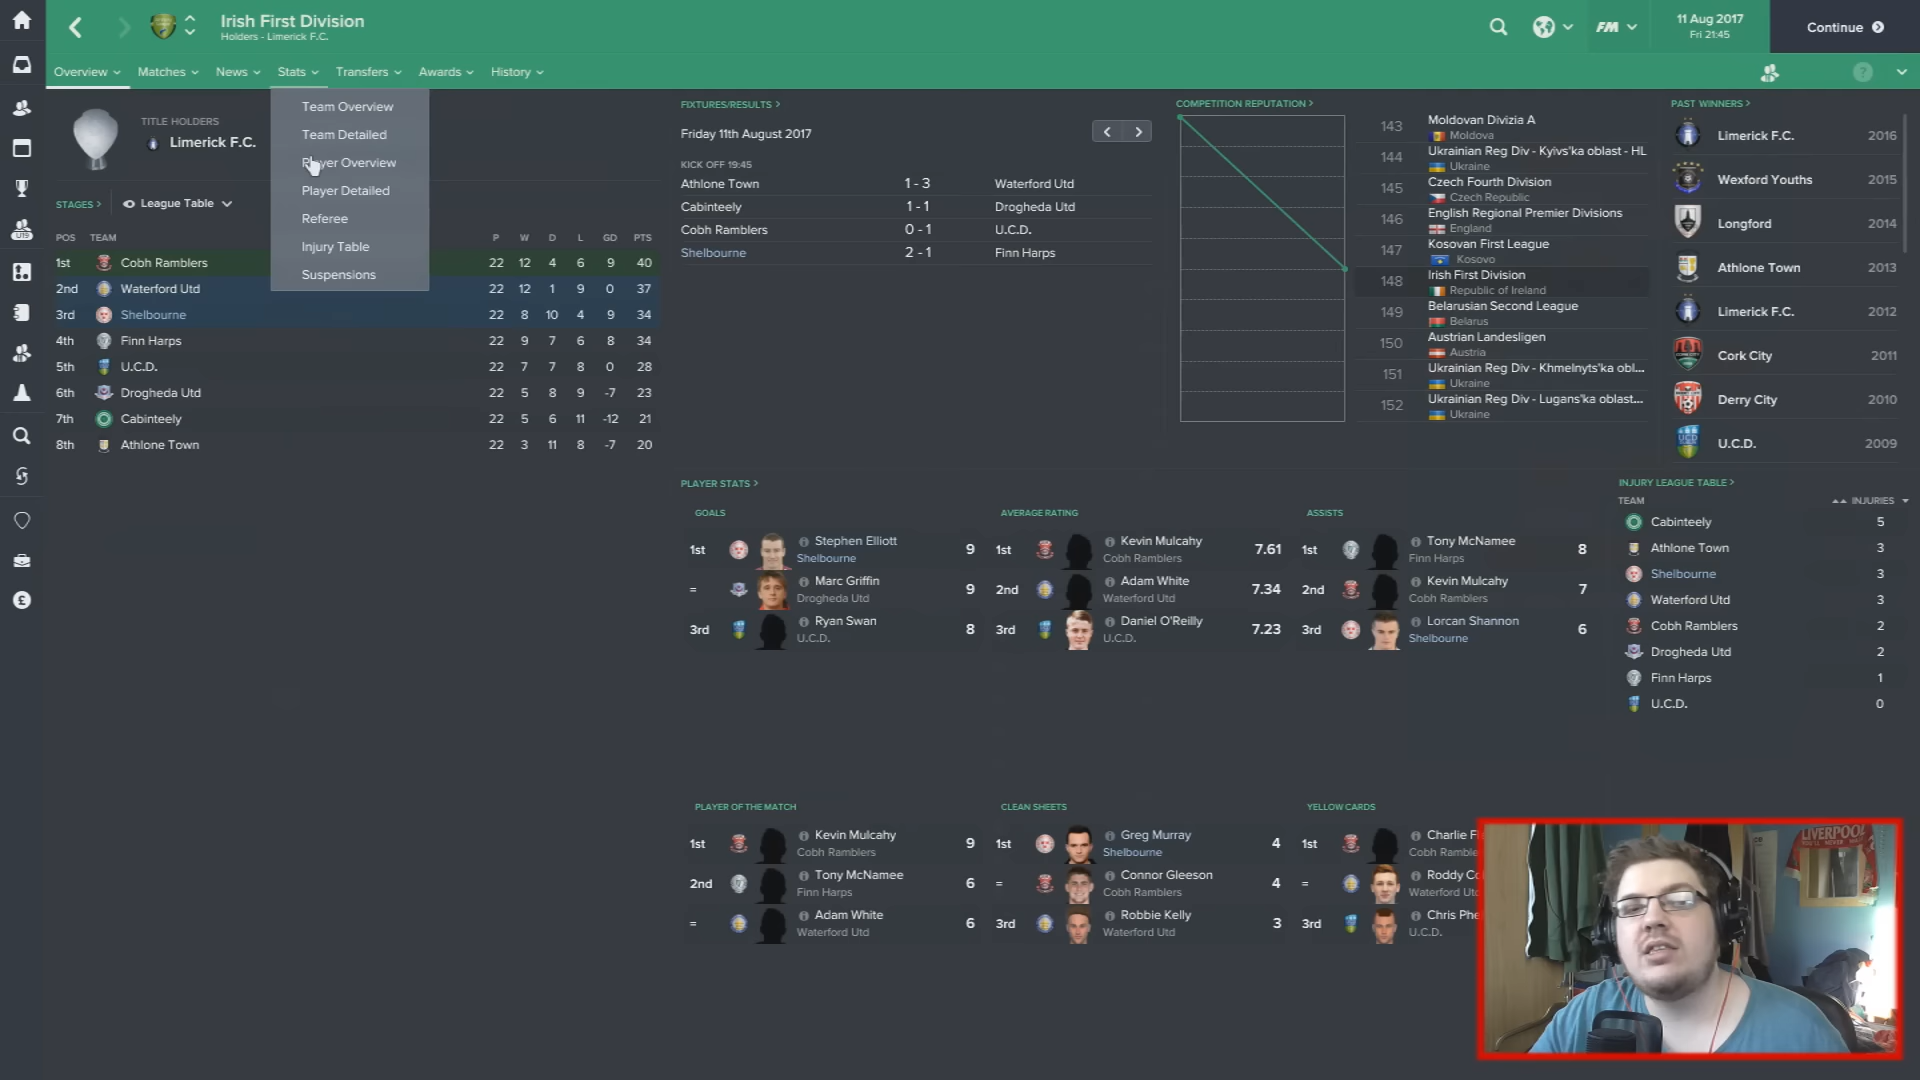 Irish First Division
Holders - Limerick F.C.
FM
11 Aug 2017
Fri 21:45
Continue
Overview
Matches
News
Stats
Transfers
Awards
History
?
Team Overview
Team Detailed
Player Overview
Player Detailed
Referee
Injury Table
Suspensions
TITLE HOLDERS
Limerick F.C.
STAGES >
League Table
POS TEAM P W D L GD PTS
1st Cobh Ramblers 22 12 4 6 9 40
2nd Waterford Utd 22 12 1 9 0 37
3rd Shelbourne 22 8 10 4 9 34
4th Finn Harps 22 9 7 6 8 34
5th U.C.D. 22 7 7 8 0 28
6th Drogheda Utd 22 5 8 9 -7 23
7th Cabinteely 22 5 6 11 -12 21
8th Athlone Town 22 3 11 8 -7 20
FIXTURES/RESULTS >
Friday 11th August 2017
KICK OFF 19:45
Athlone Town 1 - 3 Waterford Utd
Cabinteely 1 - 1 Drogheda Utd
Cobh Ramblers 0 - 1 U.C.D.
Shelbourne 2 - 1 Finn Harps
COMPETITION REPUTATION >
143 Moldovan Divizia A
Moldova
144 Ukrainian Reg Div - Kyivs'ka oblast - HL
Ukraine
145 Czech Fourth Division
Czech Republic
146 English Regional Premier Divisions
England
147 Kosovan First League
Kosovo
148 Irish First Division
Republic of Ireland
149 Belarusian Second League
Belarus
150 Austrian Landesligen
Austria
151 Ukrainian Reg Div - Khmelnyts'ka obl...
Ukraine
152 Ukrainian Reg Div - Lugans'ka oblast...
Ukraine
PAST WINNERS >
Limerick F.C. 2016
Wexford Youths 2015
Longford 2014
Athlone Town 2013
Limerick F.C. 2012
Cork City 2011
Derry City 2010
U.C.D. 2009
PLAYER STATS >
GOALS
1st Stephen Elliott 9
Shelbourne
= Marc Griffin 9
Drogheda Utd
3rd Ryan Swan 8
U.C.D.
AVERAGE RATING
1st Kevin Mulcahy 7.61
Cobh Ramblers
2nd Adam White 7.34
Waterford Utd
3rd Daniel O'Reilly 7.23
U.C.D.
ASSISTS
1st Tony McNamee 8
Finn Harps
2nd Kevin Mulcahy 7
Cobh Ramblers
3rd Lorcan Shannon 6
Shelbourne
INJURY LEAGUE TABLE >
TEAM INJURIES
Cabinteely 5
Athlone Town 3
Shelbourne 3
Waterford Utd 3
Cobh Ramblers 2
Drogheda Utd 2
Finn Harps 1
U.C.D. 0
PLAYER OF THE MATCH
1st Kevin Mulcahy 9
Cobh Ramblers
2nd Tony McNamee 6
Finn Harps
= Adam White 6
Waterford Utd
CLEAN SHEETS
1st Greg Murray 4
Shelbourne
= Connor Gleeson 4
Cobh Ramblers
3rd Robbie Kelly 3
Waterford Utd
YELLOW CARDS
1st Charlie
Cobh
= Roddy
Waterford
3rd Chris
U.C.D.
LIVERPOOL